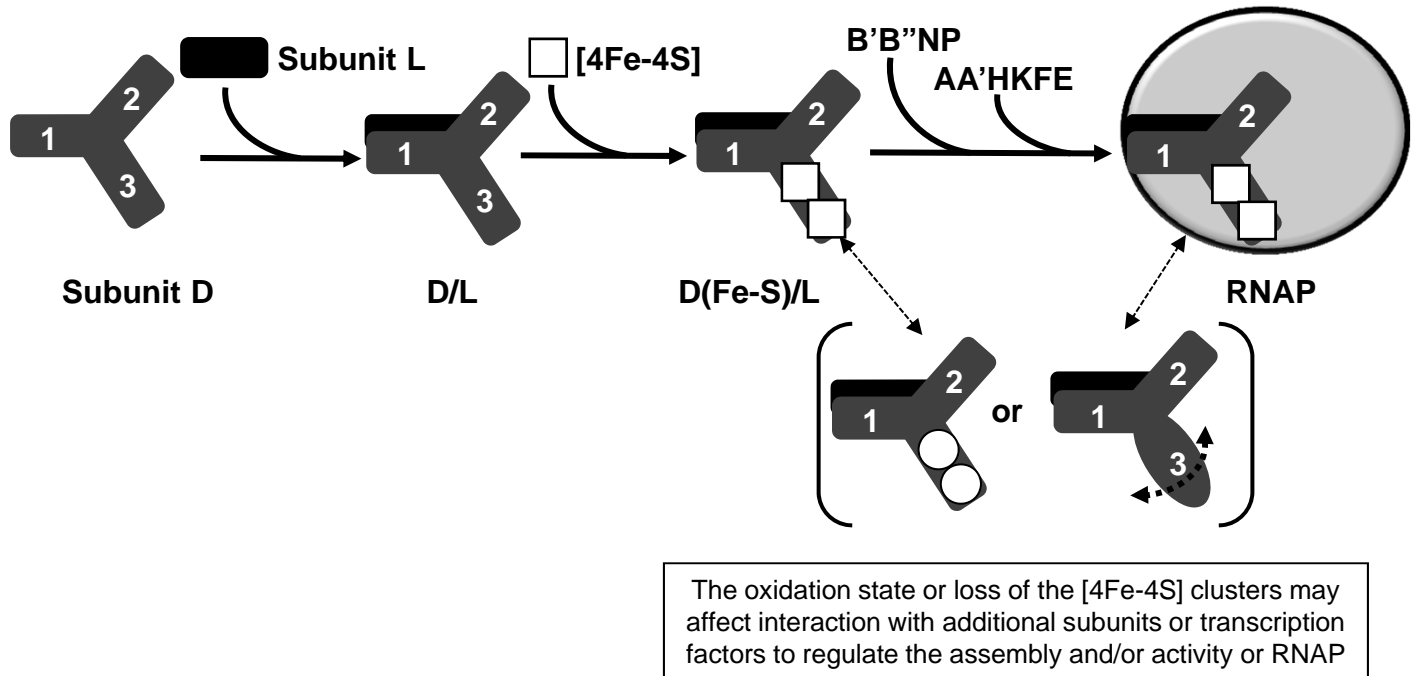 Subunit L
[4Fe-4S]
B’B”NP
AA’HKFE
1
2
3
1
2
3
1
2
1
2
Subunit D
D/L
D(Fe-S)/L
RNAP
1
2
or
1
2
3
The oxidation state or loss of the [4Fe-4S] clusters may
affect interaction with additional subunits or transcription
factors to regulate the assembly and/or activity or RNAP